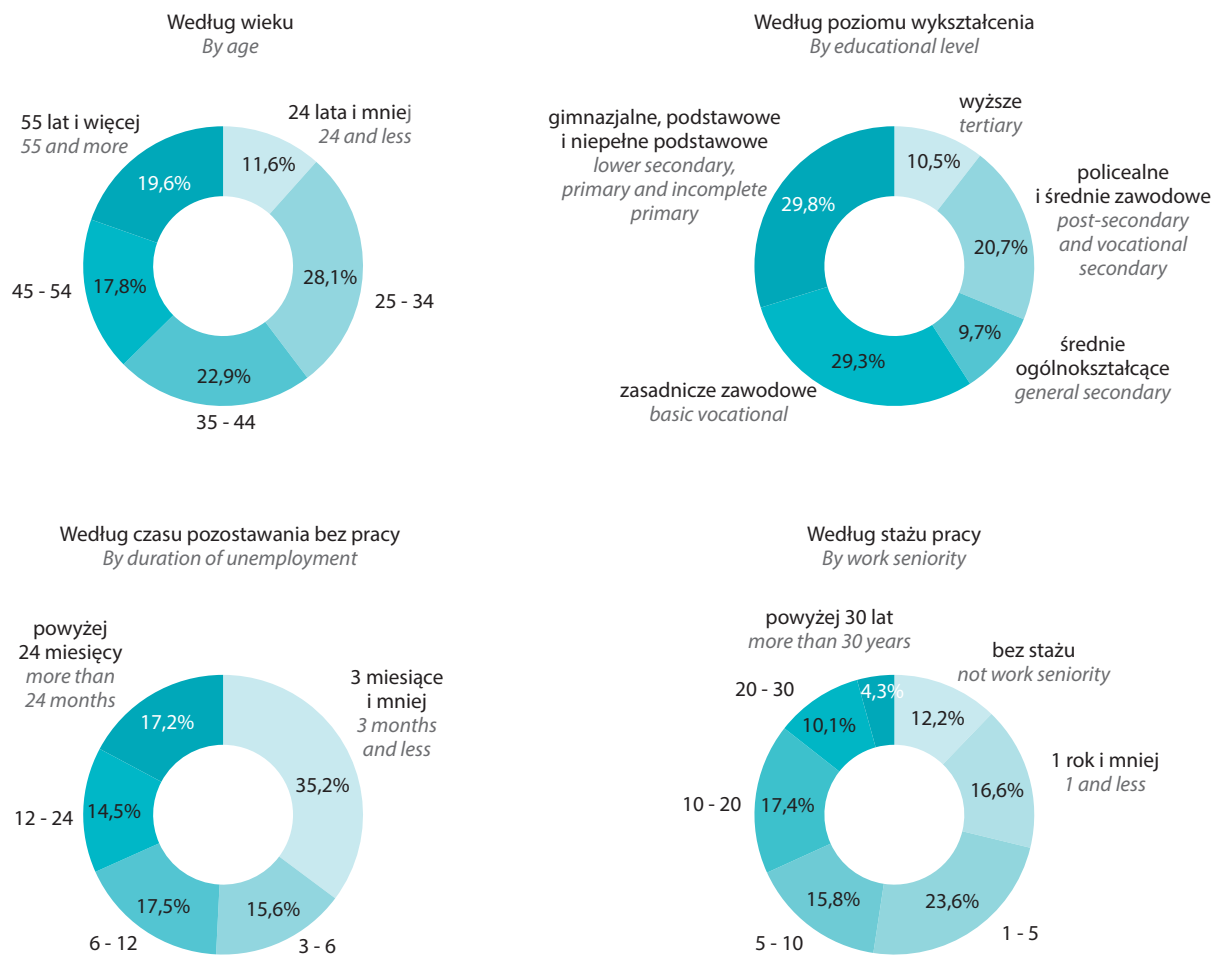 Według wieku
By age
24 lata i mniej
24 and less
11,6%
28,1%
25 - 34
22,9%
35 - 44
17,8%
45 - 54
55 lat i więcej
55 and more
19,6%
Według poziomu wykształcenia
By educational level
wyższe
tertiary
10,5%
policealne
i średnie zawodowe
post-secondary
and vocational
secondary
20,7%
średnie
ogólnokształcące
general secondary
9,7%
zasadnicze zawodowe
basic vocational
29,3%
gimnazjalne, podstawowe
i niepełne podstawowe
lower secondary,
primary and incomplete
primary
29,8%
Według czasu pozostawania bez pracy
By duration of unemployment
3 miesiące
i mniej
3 months
and less
35,2%
15,6%
3 - 6
17,5%
6 - 12
14,5%
12 - 24
powyżej
24 miesięcy
more than
24 months
17,2%
Według stażu pracy
By work seniority
bez stażu
not work seniority
12,2%
1 rok i mniej
1 and less
16,6%
23,6%
1 - 5
15,8%
5 - 10
17,4%
10 - 20
10,1%
20 - 30
powyżej 30 lat
more than 30 years
4,3%